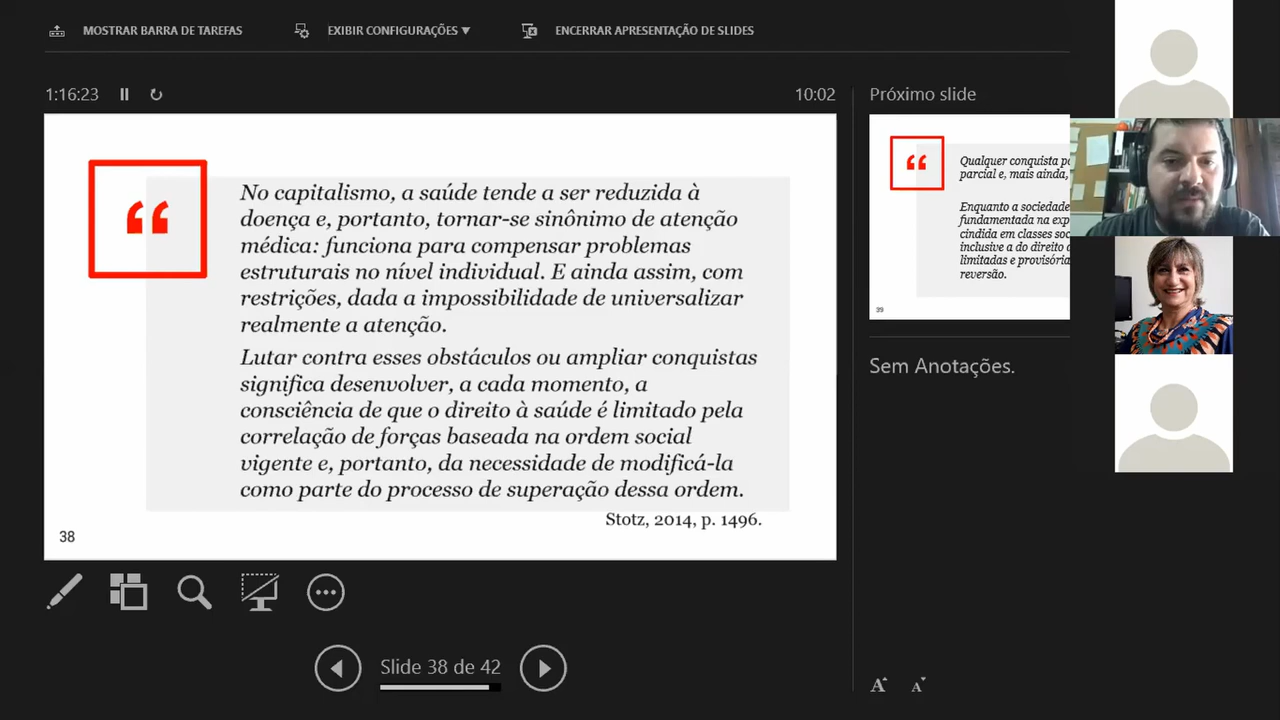 MOSTRAR BARRA DE TAREFAS
EXIBIR CONFIGURAÇÕES ▼
ENCERRAR APRESENTAÇÃO DE SLIDES
1:16:23
10:02
“
No capitalismo, a saúde tende a ser reduzida à
doença e, portanto, tornar-se sinônimo de atenção
médica: funciona para compensar problemas
estruturais no nível individual. E ainda assim, com
restrições, dada a impossibilidade de universalizar
realmente a atenção.
Lutar contra esses obstáculos ou ampliar conquistas
significa desenvolver, a cada momento, a
consciência de que o direito à saúde é limitado pela
correlação de forças baseada na ordem social
vigente e, portanto, da necessidade de modificá-la
como parte do processo de superação dessa ordem.
Stotz, 2014, p. 1496.
38
Slide 38 de 42
Próximo slide
“
Qualquer conquista
parcial e, mais ainda,
Enquanto a sociedade
fundamentada na
cindida em classes
inclusive a do direito
limitadas e
reversão.
39
Sem Anotações.
A A